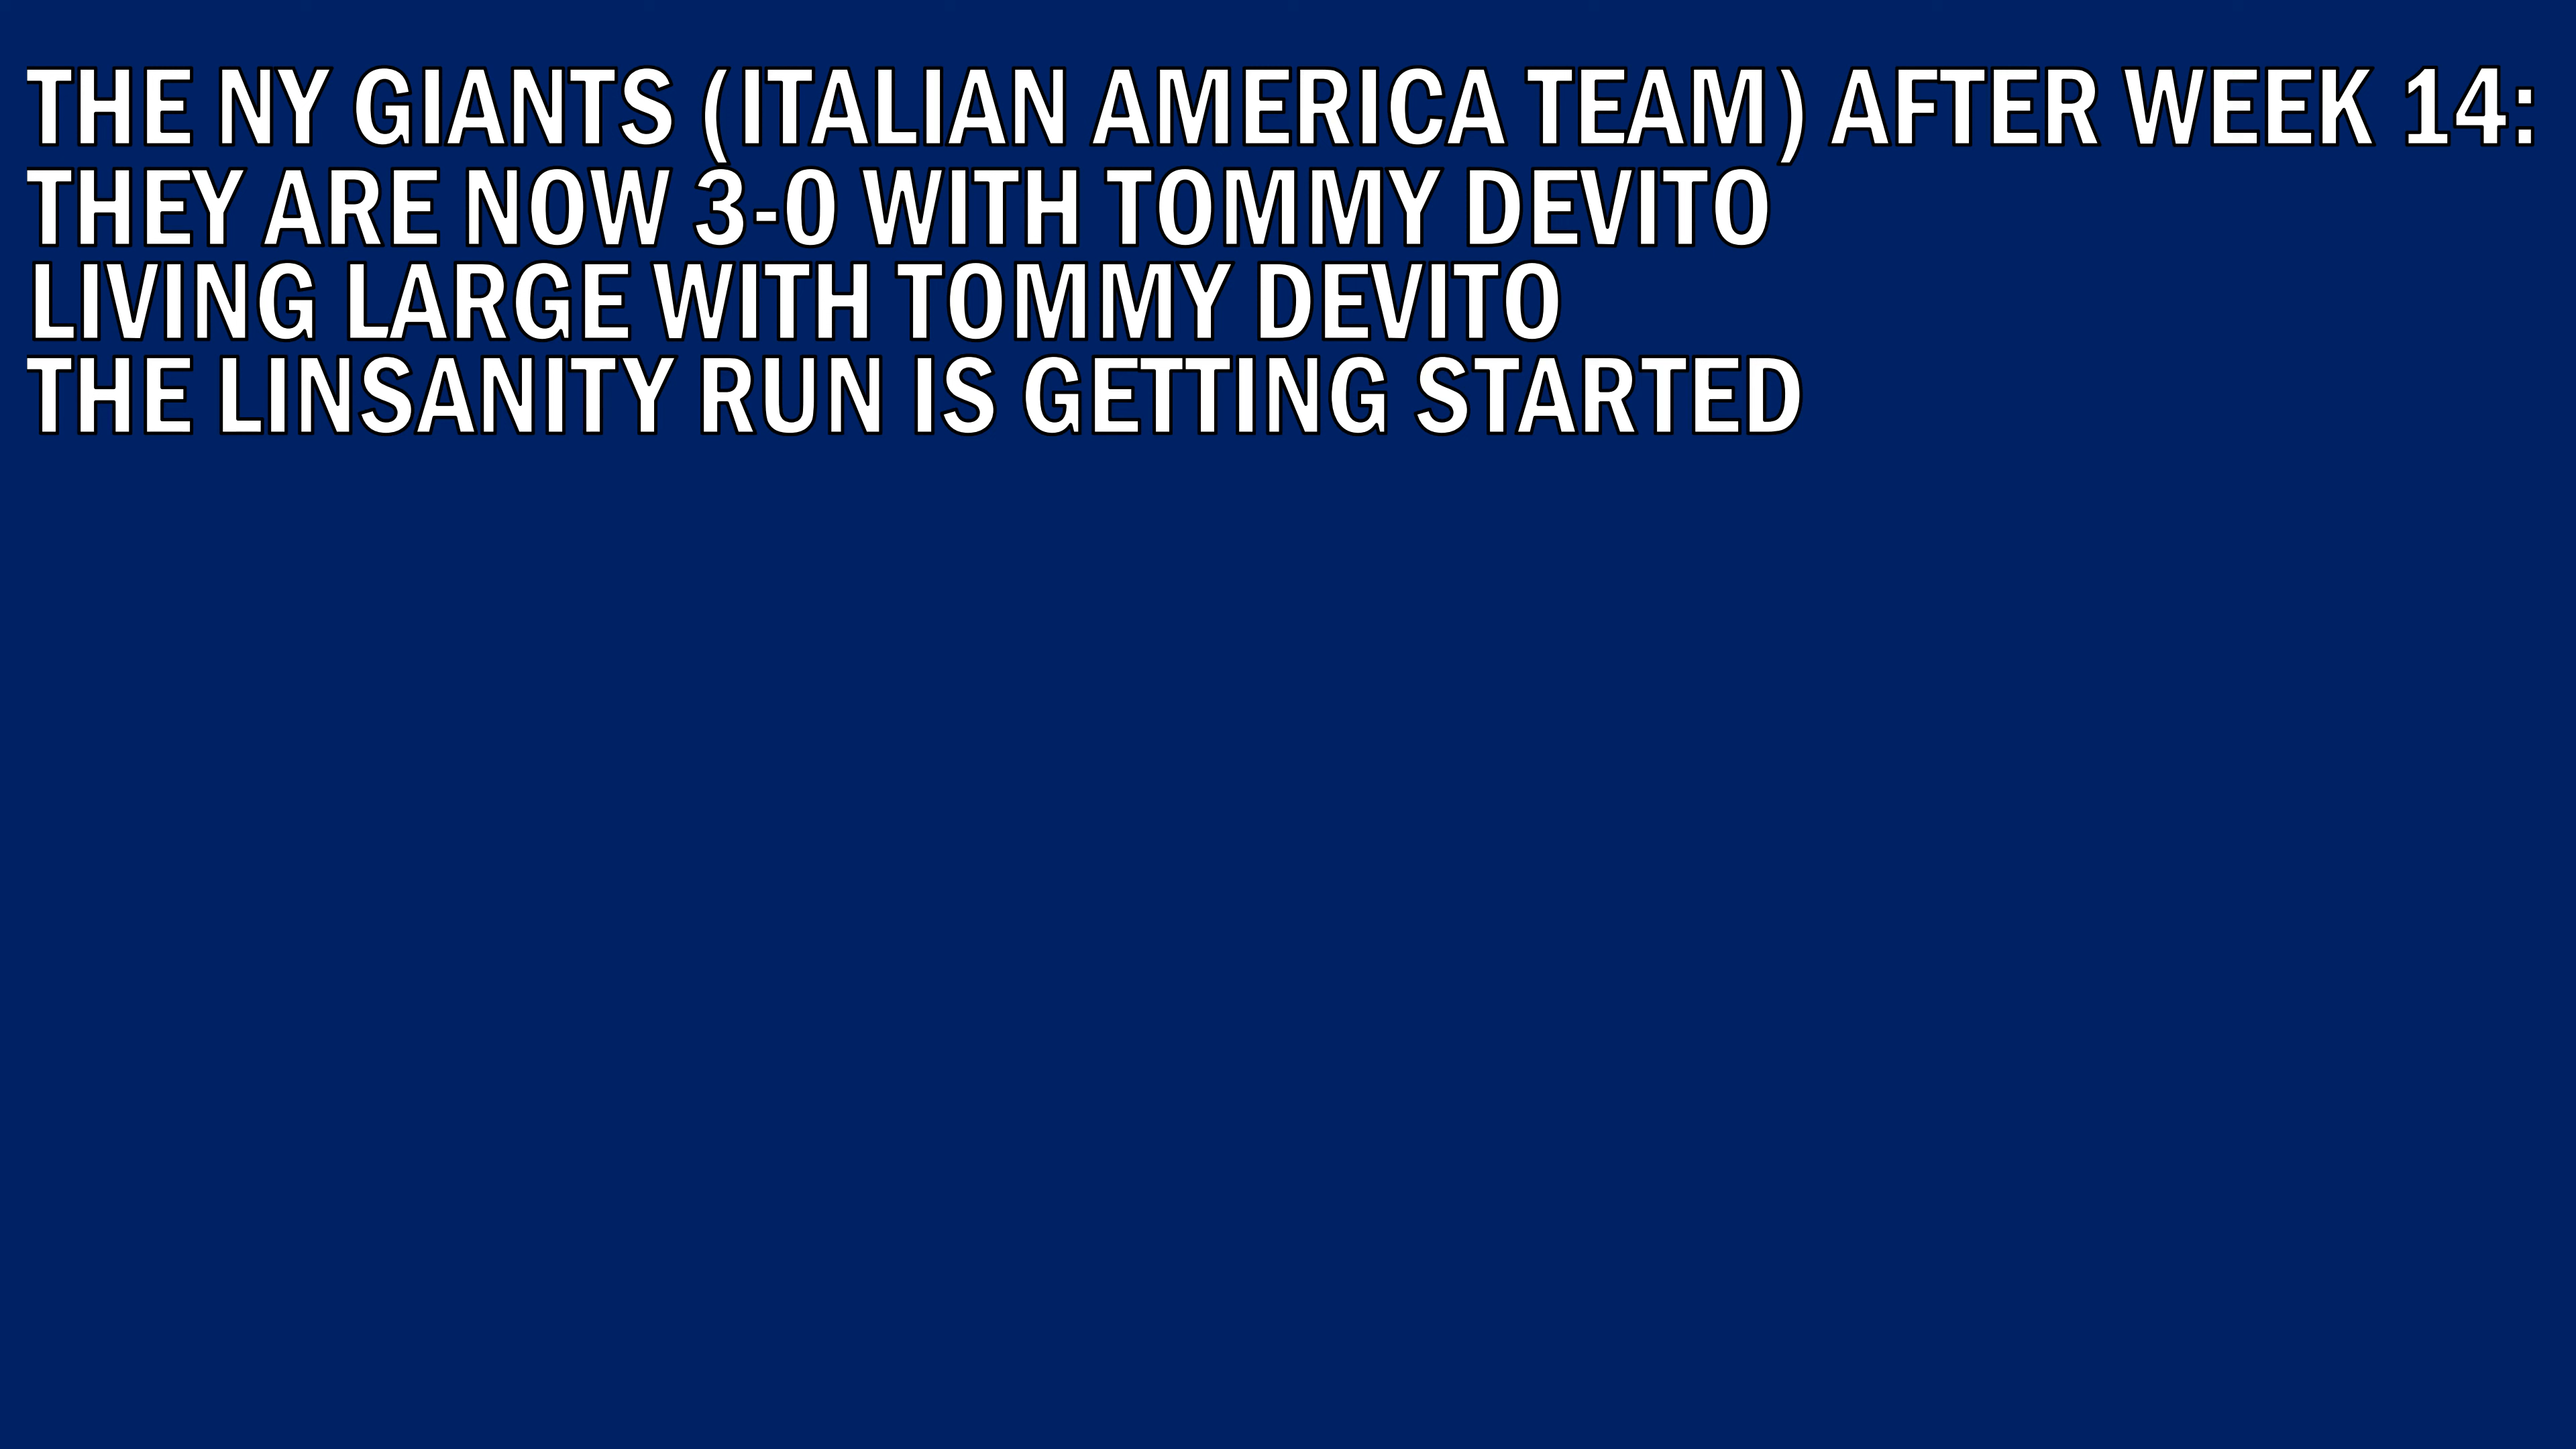 THE NY GIANTS (ITALIAN AMERICA TEAM) AFTER WEEK 14:
THEY ARE NOW 3-0 WITH TOMMY DEVITO
LIVING LARGE WITH TOMMY DEVITO
THE LINSANITY RUN IS GETTING STARTED